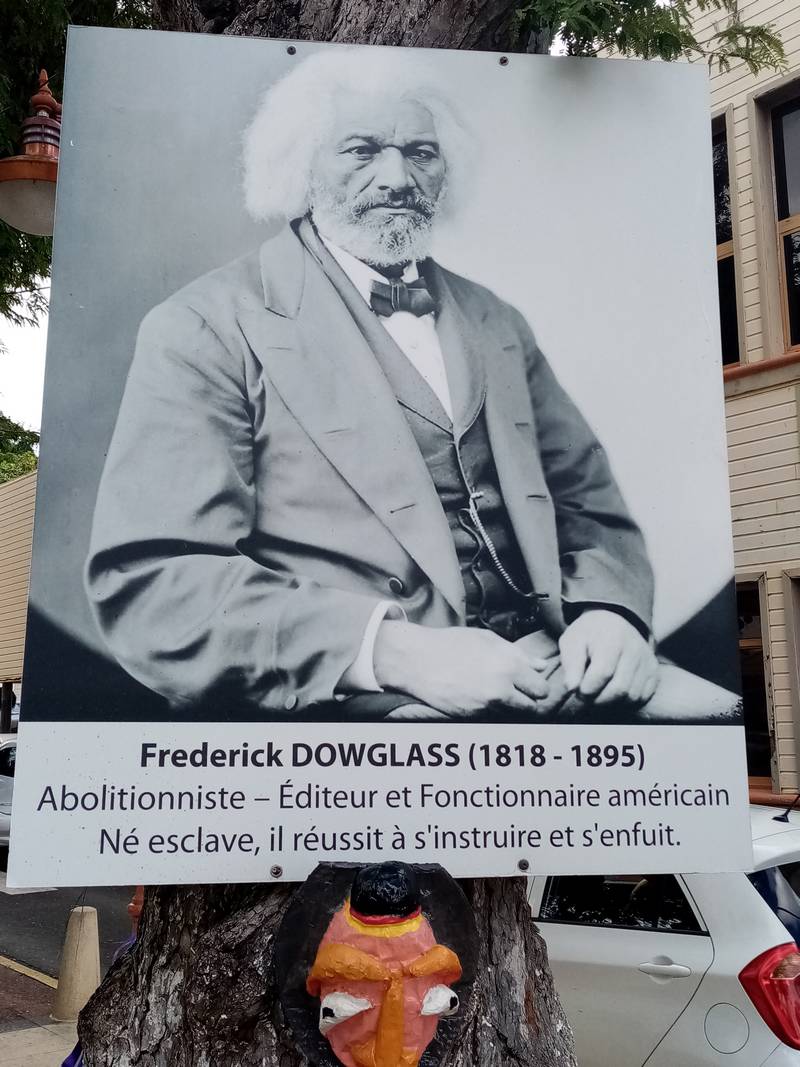 Frederick DOWGLASS (1818 - 1895)
Abolitionniste – Éditeur et Fonctionnaire américain
Né esclave, il réussit à s'instruire et s'enfuit.